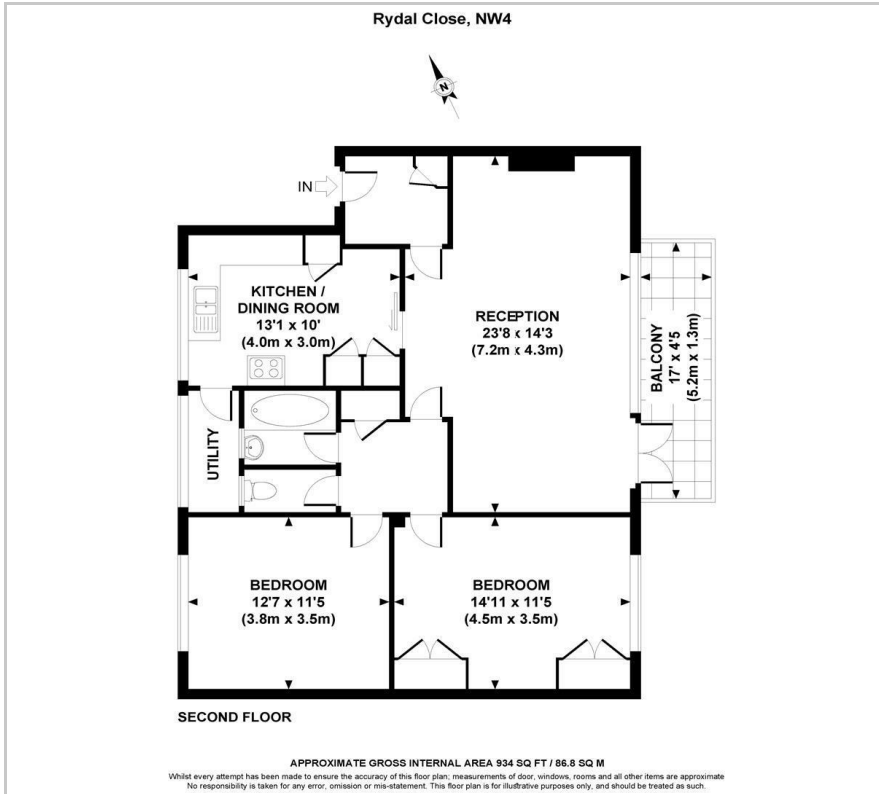 Rydal Close, NW4
N
IN
KITCHEN /
DINING ROOM
13'1 x 10'
(4.0m x 3.0m)
RECEPTION
23'8 x 14'3
(7.2m x 4.3m)
BALCONY
17' x 4'5
(5.2m x 1.3m)
UTILITY
BEDROOM
12'7 x 11'5
(3.8m x 3.5m)
BEDROOM
14'11 x 11'5
(4.5m x 3.5m)
SECOND FLOOR
APPROXIMATE GROSS INTERNAL AREA 934 SQ FT / 86.8 SQ M
Whilst every attempt has been made to ensure the accuracy of this floor plan; measurements of door, windows, rooms and all other items are approximate
No responsibility is taken for any error, omission or mis-statement. This floor plan is for illustrative purposes only, and should be treated as such.